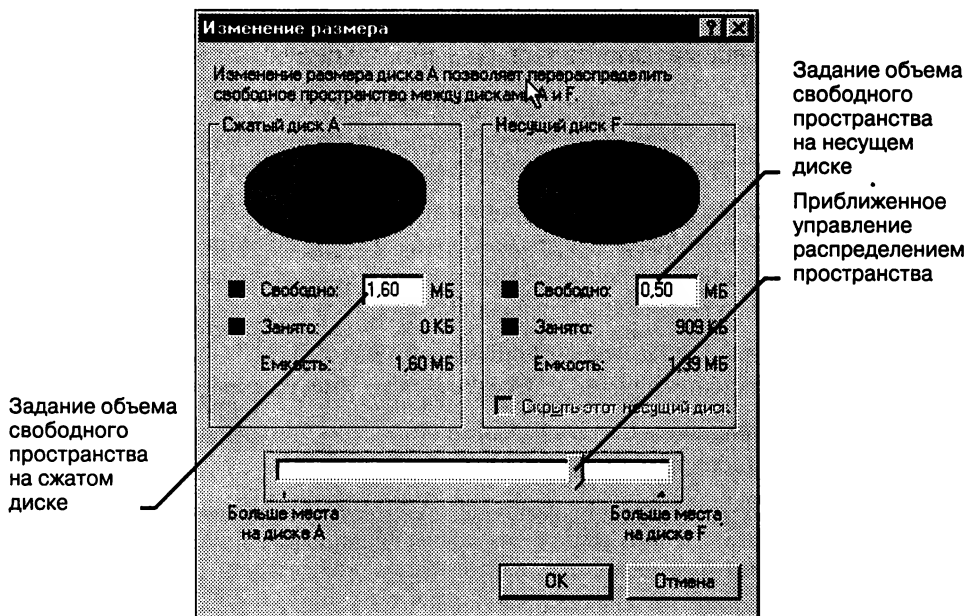 Изменение размера
Изменение размера диска А позволяет перераспределить
свободное пространство между дисками А и F.
Сжатый диск А
Несущий диск F
Свободно: 1,60 МБ
Занято: 0 КБ
Емкость: 1,60 МБ
Свободно: 0,50 МБ
Занято: 909 КБ
Емкость: 1,39 МБ
Скрыть этот несущий диск
Больше места
на диске А
Больше места
на диске F
OK
Отмена
Задание объема
свободного
пространства
на несущем
диске
Приближенное
управление
распределением
пространства
Задание объема
свободного
пространства
на сжатом
диске